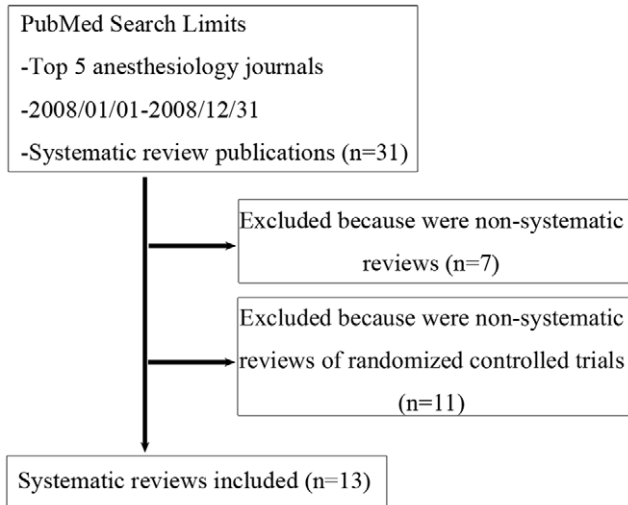 PubMed Search Limits
-Top 5 anesthesiology journals
-2008/01/01-2008/12/31
-Systematic review publications (n=31)
Excluded because were non-systematic
reviews (n=7)
Excluded because were non-systematic
reviews of randomized controlled trials
(n=11)
Systematic reviews included (n=13)